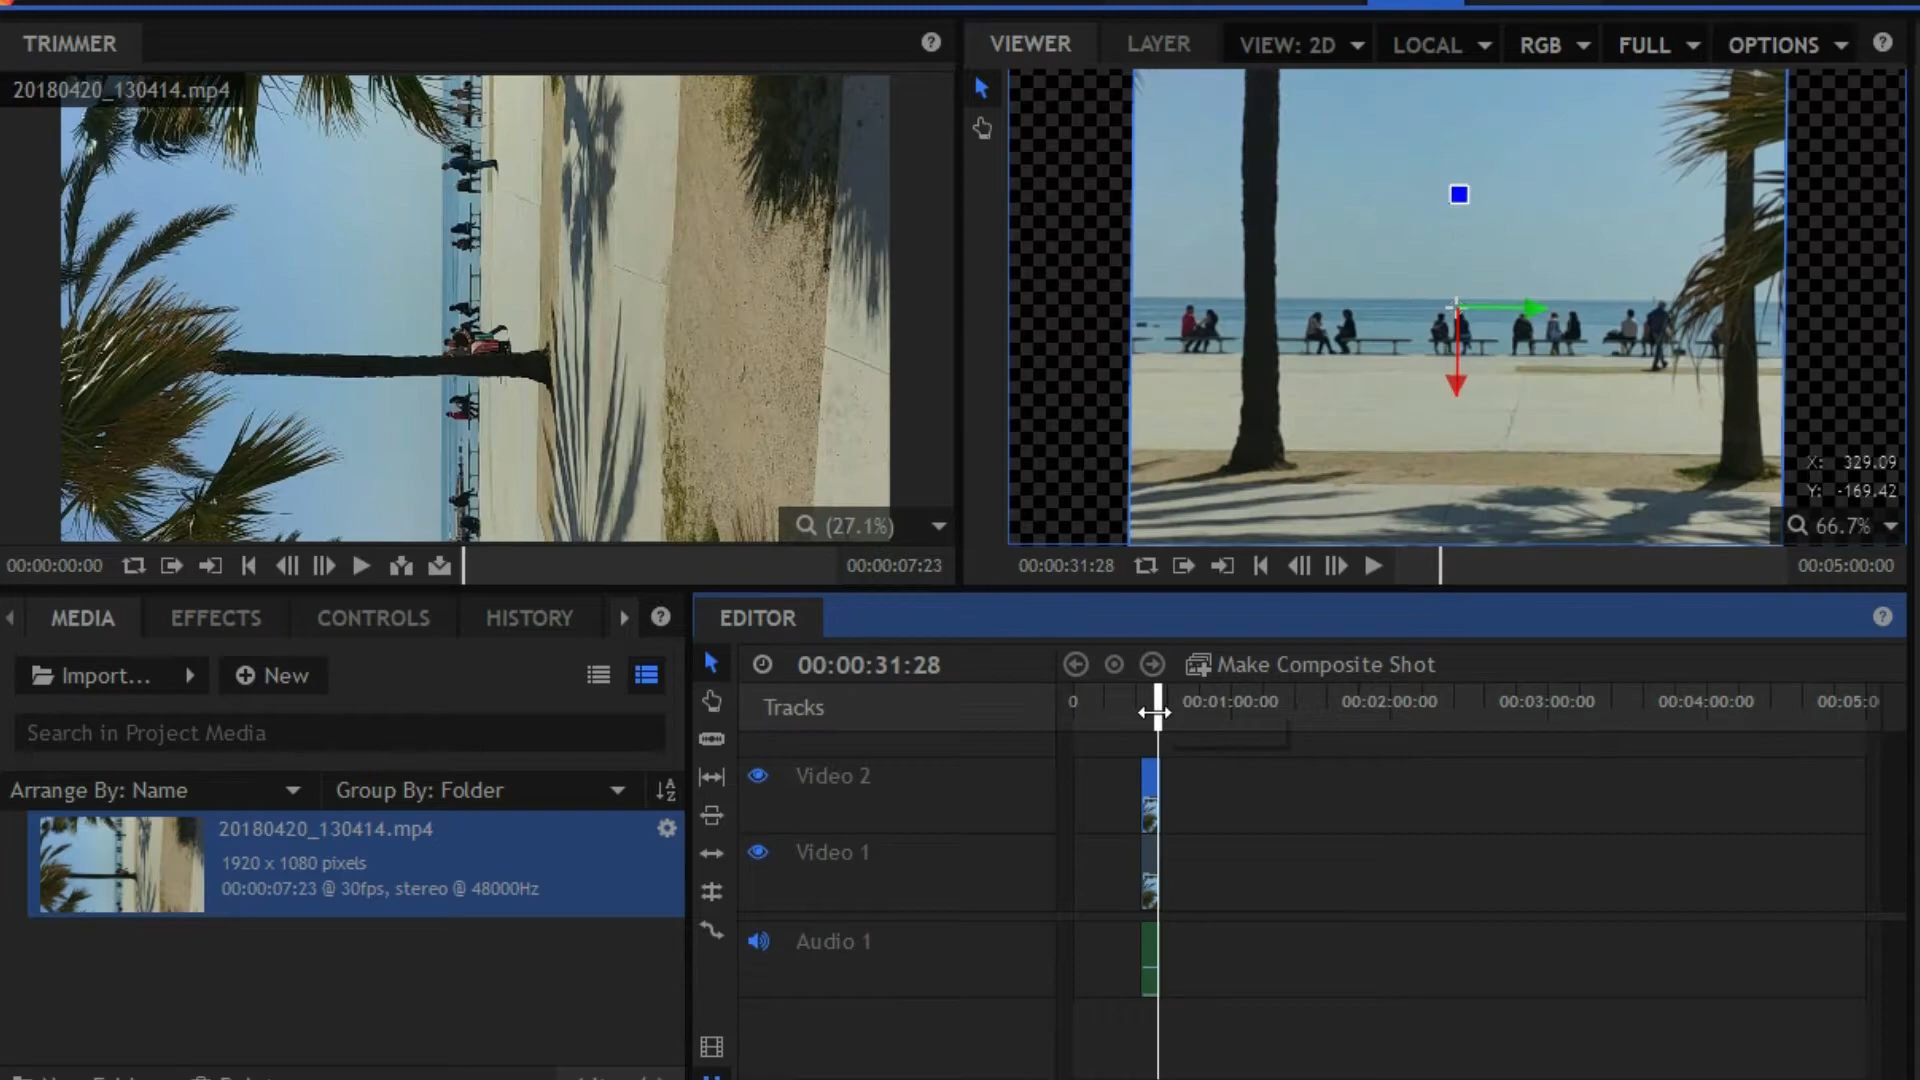 TRIMMER
20180420_130414.mp4
(27.1%)
00:00:00:00
00:00:07:23
VIEWER
LAYER
VIEW: 2D
LOCAL
RGB
FULL
OPTIONS
X: 329.09
Y: -169.42
66.7%
00:00:31:28
00:05:00:00
MEDIA
EFFECTS
CONTROLS
HISTORY
Import...
New
Search in Project Media
Arrange By: Name
Group By: Folder
20180420_130414.mp4
1920 x 1080 pixels
00:00:07:23 @ 30fps, stereo @ 48000Hz
EDITOR
00:00:31:28
Make Composite Shot
Tracks
0
00:01:00:00
00:02:00:00
00:03:00:00
00:04:00:00
00:05:0
Video 2
Video 1
Audio 1